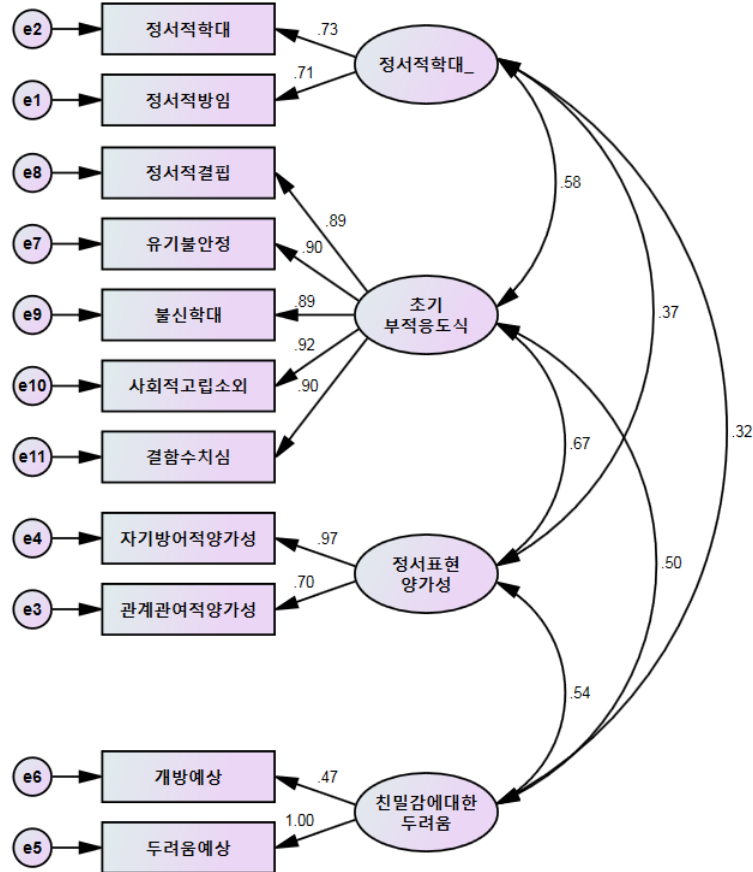 e2
정서적학대
.73
정서적학대_
e1
정서적방임
.71
e8
정서적결핍
.89
.58
e7
유기불안정
.90
e9
불신학대
.89
초기
부적응도식
.37
e10
사회적고립소외
.92
.32
e11
결함수치심
.90
.67
e4
자기방어적양가성
.97
정서표현
양가성
.50
e3
관계관여적양가성
.70
.54
e6
개방예상
.47
친밀감에대한
두려움
e5
두려움예상
1.00